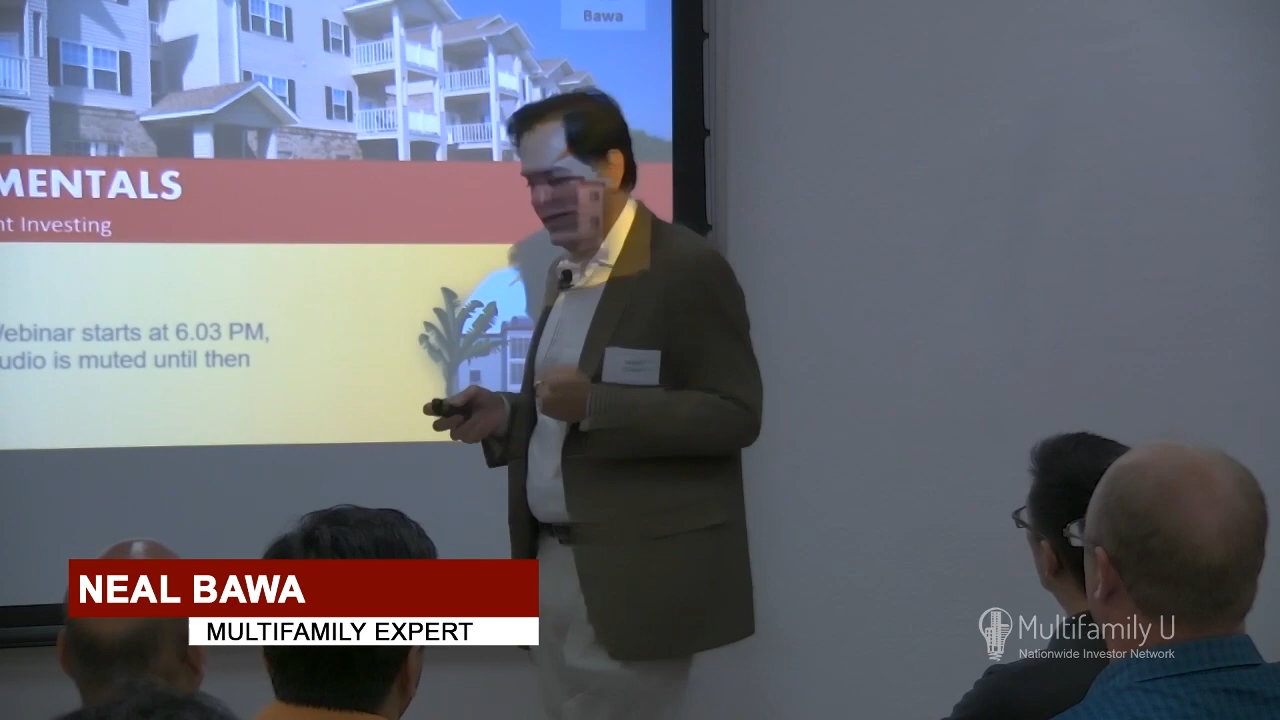 Bawa
MENTALS
nt Investing
Webinar starts at 6.03 PM,
udio is muted until then
NEAL BAWA
MULTIFAMILY EXPERT
Multifamily U
Nationwide Investor Network